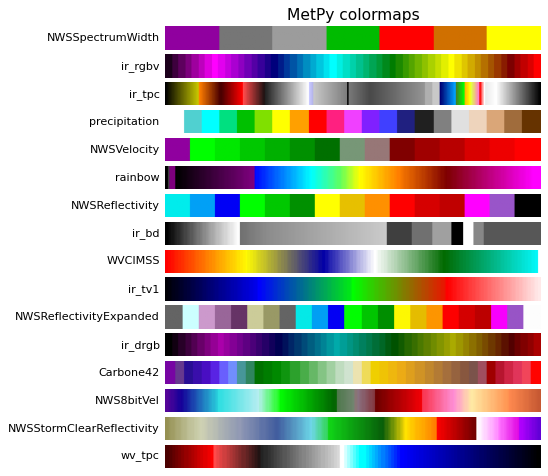 MetPy colormaps
NWSSpectrumWidth
ir_rgbv
ir_tpc
precipitation
NWSVelocity
rainbow
NWSReflectivity
ir_bd
WVCIMSS
ir_tv1
NWSReflectivityExpanded
ir_drgb
Carbone42
NWS8bitVel
NWSStormClearReflectivity
wv_tpc